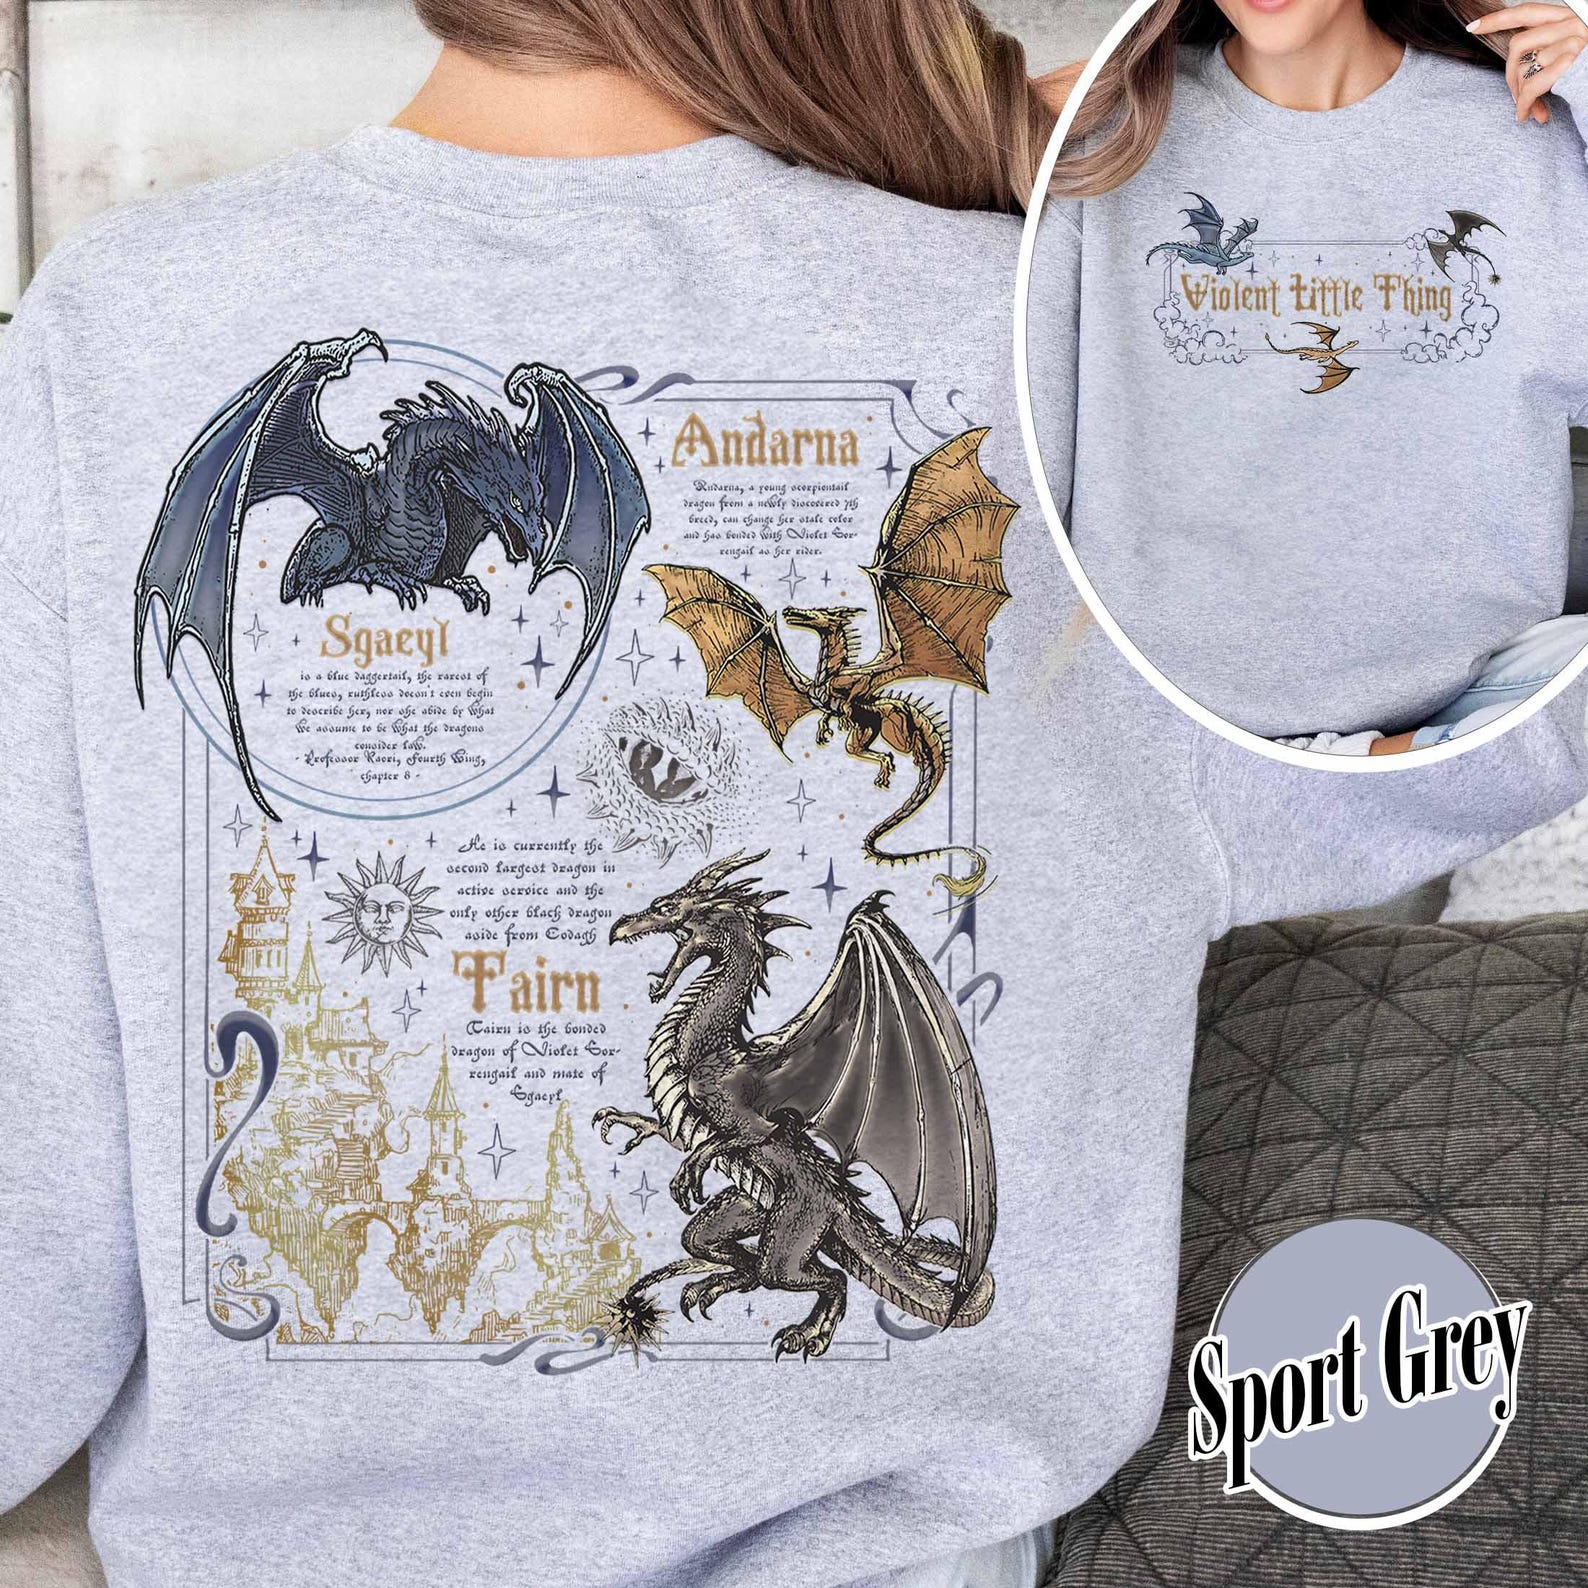 Violent Little Thing
Andarna
Andarna, a young scorpiontail
dragon from a newly discovered 7th
breed, can change her scale color
and has bonded with Violet Sor-
rengail as her rider.
Sgaeyl
is a blue daggertail, the rarest of
the blues, ruthless doesn't even begin
to describe her, nor she abide by what
we assume to be what the dragons
consider law.
- Professor Kaori, Fourth Wing,
chapter 8 -
He is currently the
second largest dragon in
active service and the
only other black dragon
aside from Codagh
Tairn
Tairn is the bonded
dragon of Violet Sor-
rengail and mate of
Sgaeyl
Sport Grey